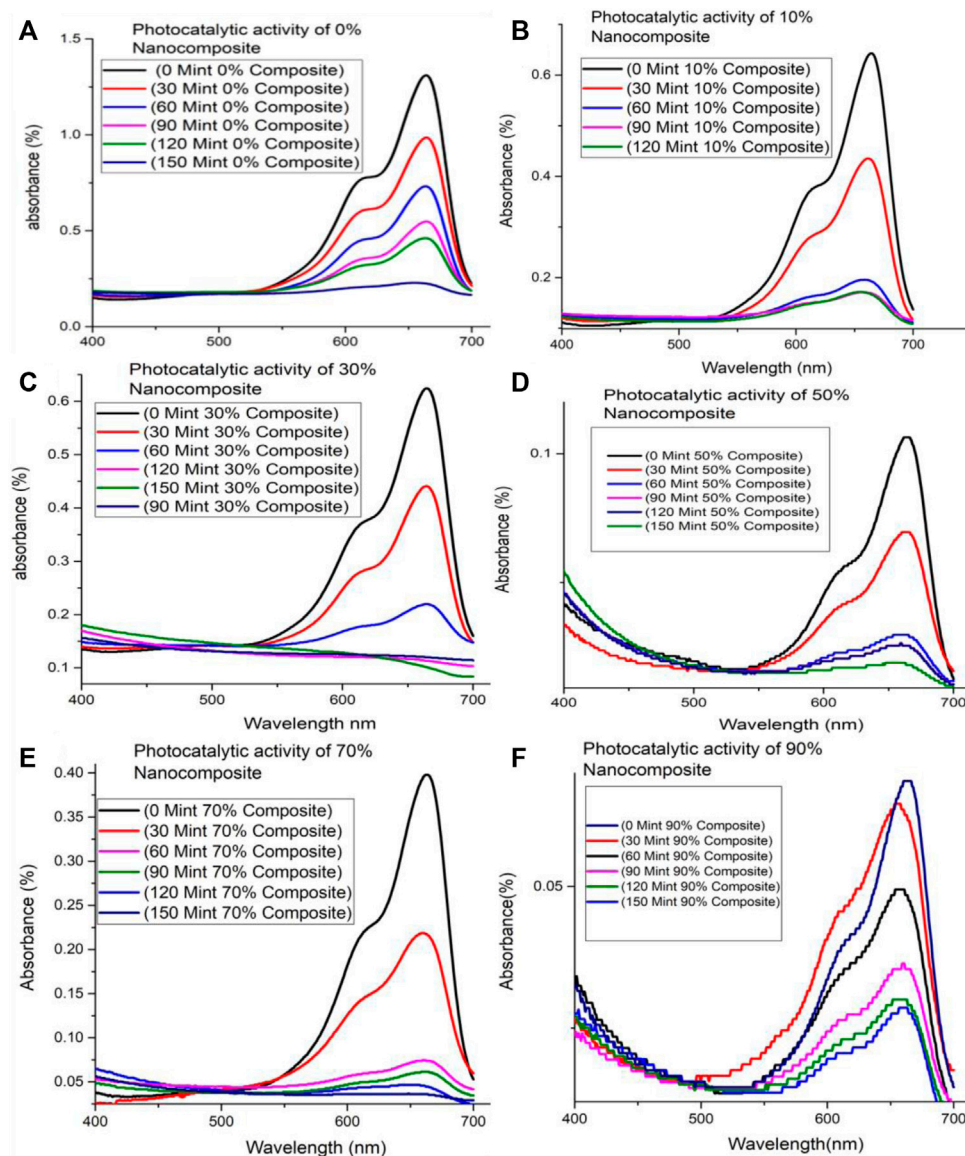 A
Photocatalytic activity of 0%
Nanocomposite
(0 Mint 0% Composite)
(30 Mint 0% Composite)
(60 Mint 0% Composite)
(90 Mint 0% Composite)
(120 Mint 0% Composite)
(150 Mint 0% Composite)
absorbance (%)
1.5
1.0
0.5
0.0
400
500
600
700
B
Photocatalytic activity of 10%
Nanocomposite
(0 Mint 10% Composite)
(30 Mint 10% Composite)
(60 Mint 10% Composite)
(90 Mint 10% Composite)
(120 Mint 10% Composite)
Absorbance (%)
0.6
0.4
0.2
400
500
600
700
Wavelength (nm)
C
Photocatalytic activity of 30%
Nanocomposite
(0 Mint 30% Composite)
(30 Mint 30% Composite)
(60 Mint 30% Composite)
(120 Mint 30% Composite)
(150 Mint 30% Composite)
(90 Mint 30% Composite)
absorbance (%)
0.6
0.5
0.4
0.3
0.2
0.1
400
500
600
700
Wavelength nm
D
Photocatalytic activity of 50%
Nanocomposite
(0 Mint 50% Composite)
(30 Mint 50% Composite)
(60 Mint 50% Composite)
(90 Mint 50% Composite)
(120 Mint 50% Composite)
(150 Mint 50% Composite)
Absorbance (%)
0.1
400
500
600
700
Wavelength (nm)
E
Photocatalytic activity of 70%
Nanocomposite
(0 Mint 70% Composite)
(30 Mint 70% Composite)
(60 Mint 70% Composite)
(90 Mint 70% Composite)
(120 Mint 70% Composite)
(150 Mint 70% Composite)
Absorbance (%)
0.40
0.35
0.30
0.25
0.20
0.15
0.10
0.05
400
500
600
700
Wavelength (nm)
F
Photocatalytic activity of 90%
Nanocomposite
(0 Mint 90% Composite)
(30 Mint 90% Composite)
(60 Mint 90% Composite)
(90 Mint 90% Composite)
(120 Mint 90% Composite)
(150 Mint 90% Composite)
Absorbance(%)
0.05
400
500
600
700
Wavelength(nm)